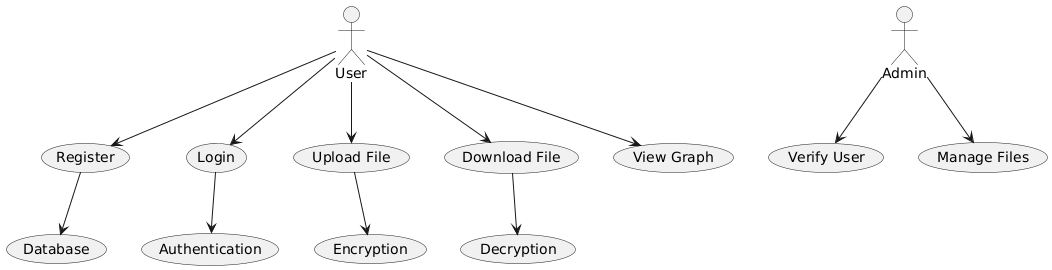 User
Admin
Register
Login
Upload File
Download File
View Graph
Verify User
Manage Files
Database
Authentication
Encryption
Decryption